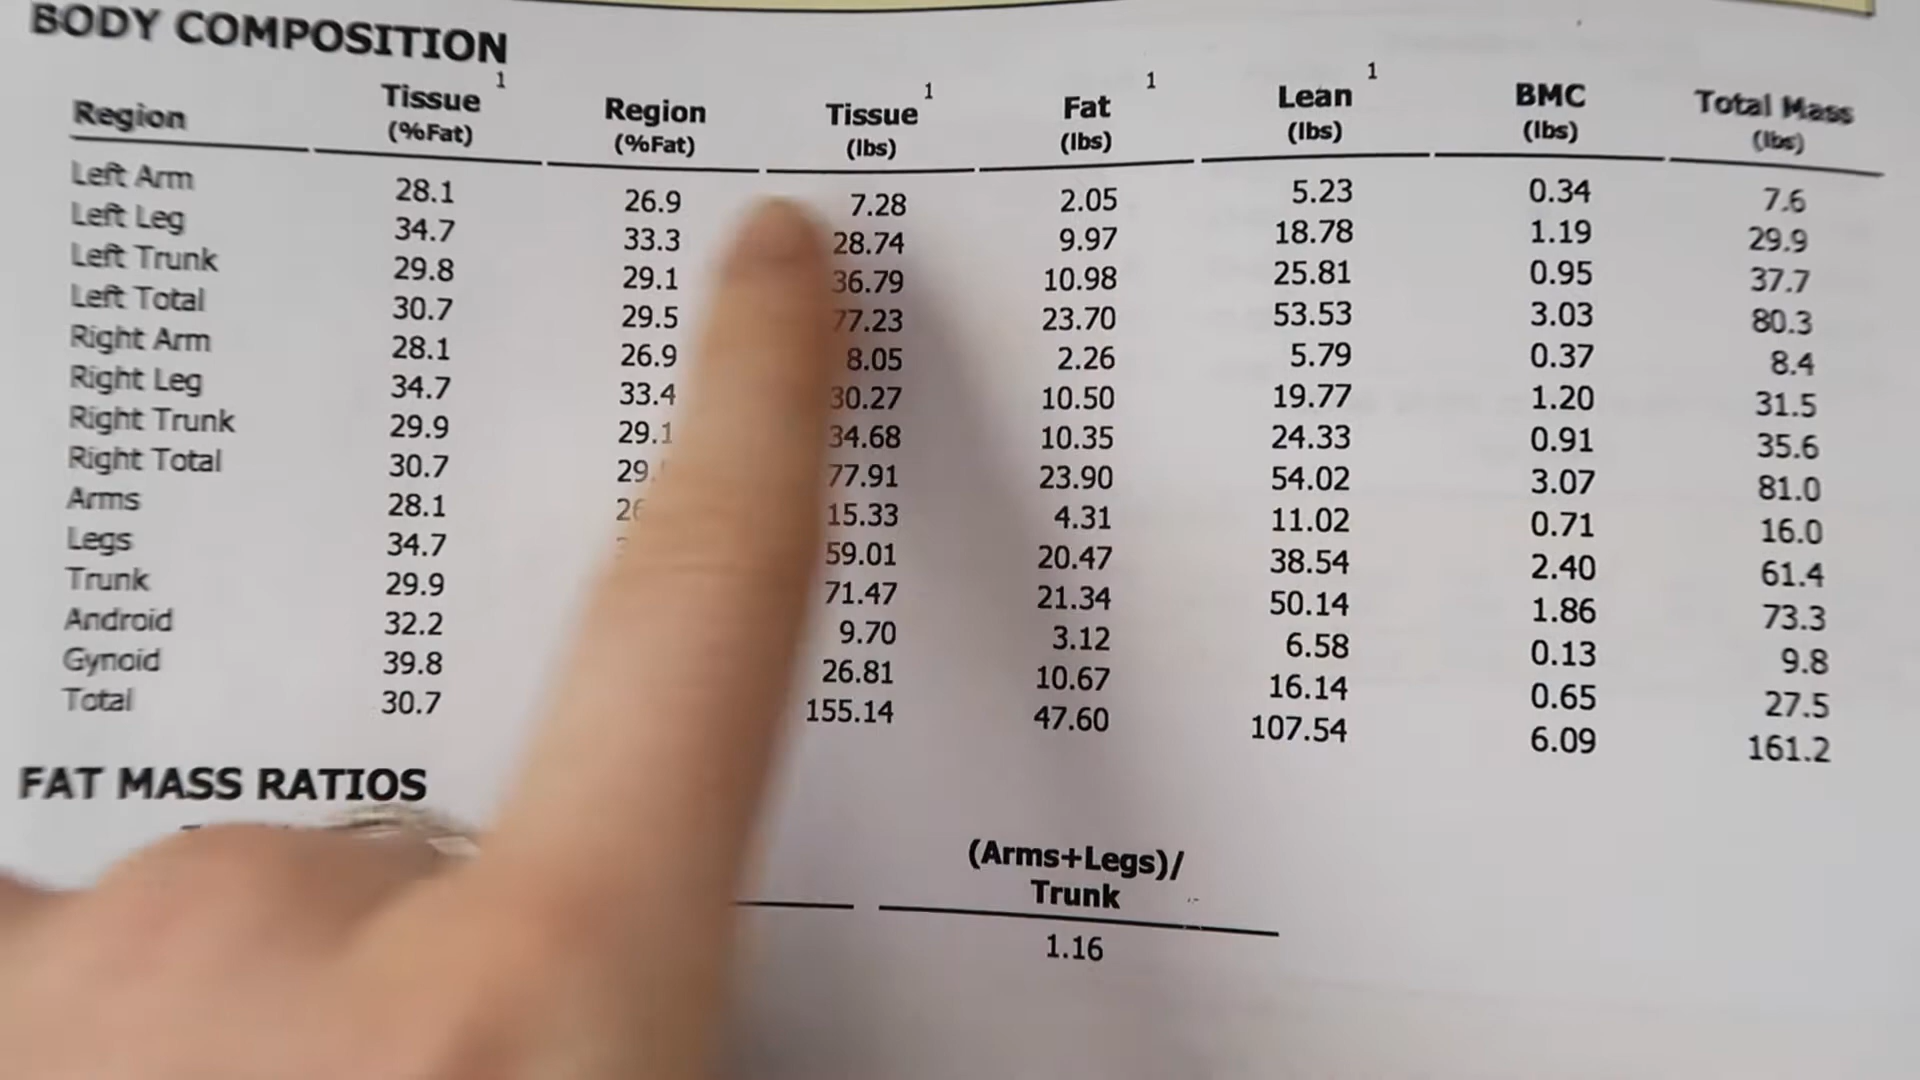 BODY COMPOSITION
Region Tissue 1 (%Fat) Region (%Fat) Tissue 1 (lbs) Fat 1 (lbs) Lean 1 (lbs) BMC (lbs) Total Mass (lbs)
Left Arm 28.1 26.9 7.28 2.05 5.23 0.34 7.6
Left Leg 34.7 33.3 28.74 9.97 18.78 1.19 29.9
Left Trunk 29.8 29.1 36.79 10.98 25.81 0.95 37.7
Left Total 30.7 29.5 77.23 23.70 53.53 3.03 80.3
Right Arm 28.1 26.9 8.05 2.26 5.79 0.37 8.4
Right Leg 34.7 33.4 30.27 10.50 19.77 1.20 31.5
Right Trunk 29.9 29.1 34.68 10.35 24.33 0.91 35.6
Right Total 30.7 77.91 23.90 54.02 3.07 81.0
Arms 28.1 15.33 4.31 11.02 0.71 16.0
Legs 34.7 59.01 20.47 38.54 2.40 61.4
Trunk 29.9 71.47 21.34 50.14 1.86 73.3
Android 32.2 9.70 3.12 6.58 0.13 9.8
Gynoid 39.8 26.81 10.67 16.14 0.65 27.5
Total 30.7 155.14 47.60 107.54 6.09 161.2
FAT MASS RATIOS
(Arms+Legs)/
Trunk
1.16